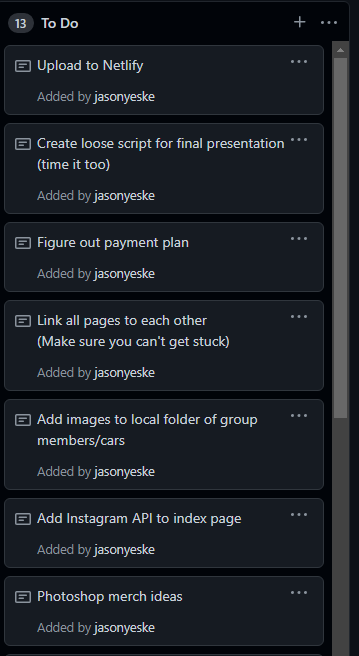 13 To Do
Upload to Netlify
Added by jasonyeske
Create loose script for final presentation
(time it too)
Added by jasonyeske
Figure out payment plan
Added by jasonyeske
Link all pages to each other
(Make sure you can't get stuck)
Added by jasonyeske
Add images to local folder of group
members/cars
Added by jasonyeske
Add Instagram API to index page
Added by jasonyeske
Photoshop merch ideas
Added by jasonyeske